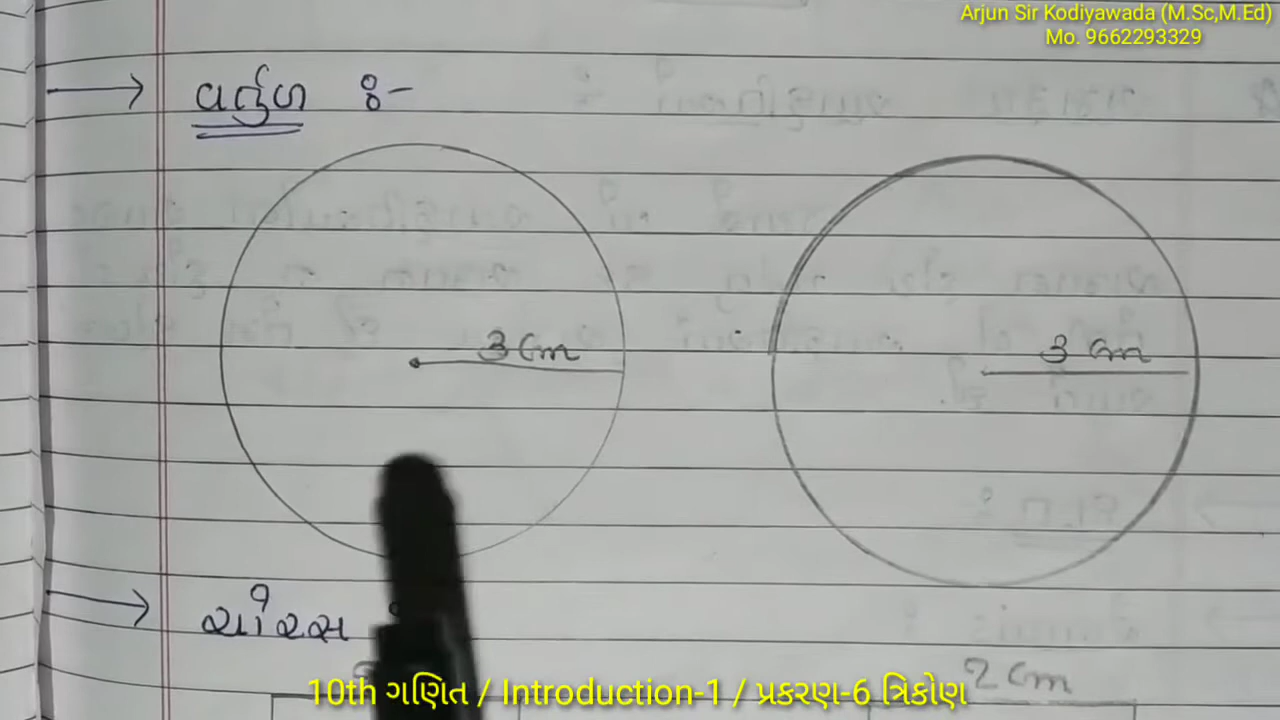 Arjun Sir Kodiyawada (M.Sc,M.Ed)
Mo. 9662293329
→ વર્તુળ :-
3 cm
3 cm
→ ચોરસ
2 cm
10th ગણિત / Introduction-1 / પ્રકરણ-6 ત્રિકોણ